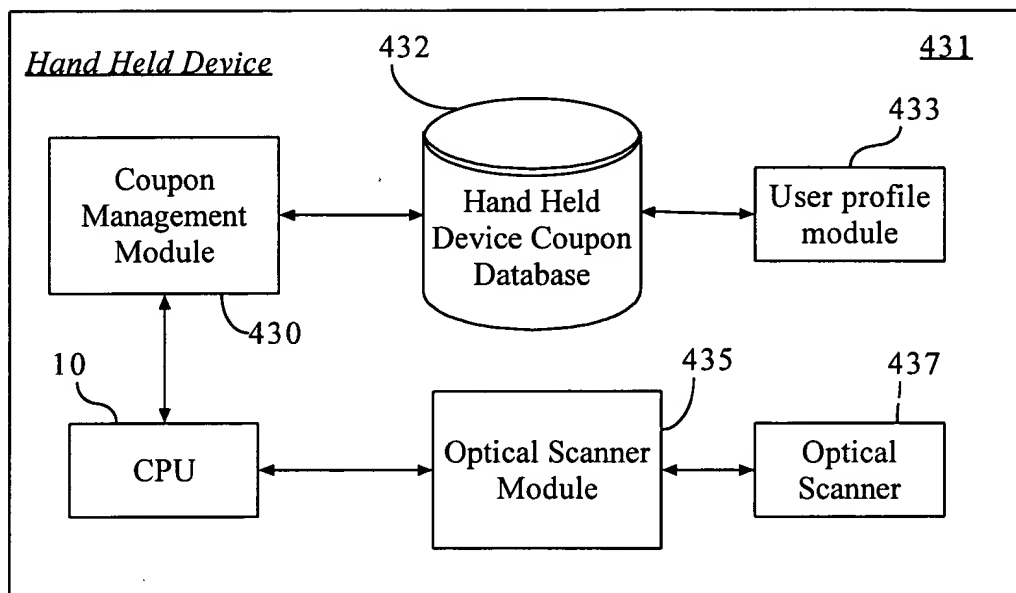 Hand Held Device
432
431
433
Coupon
Management
Module
Hand Held
Device Coupon
Database
User profile
module
430
10
435
437
CPU
Optical Scanner
Module
Optical
Scanner